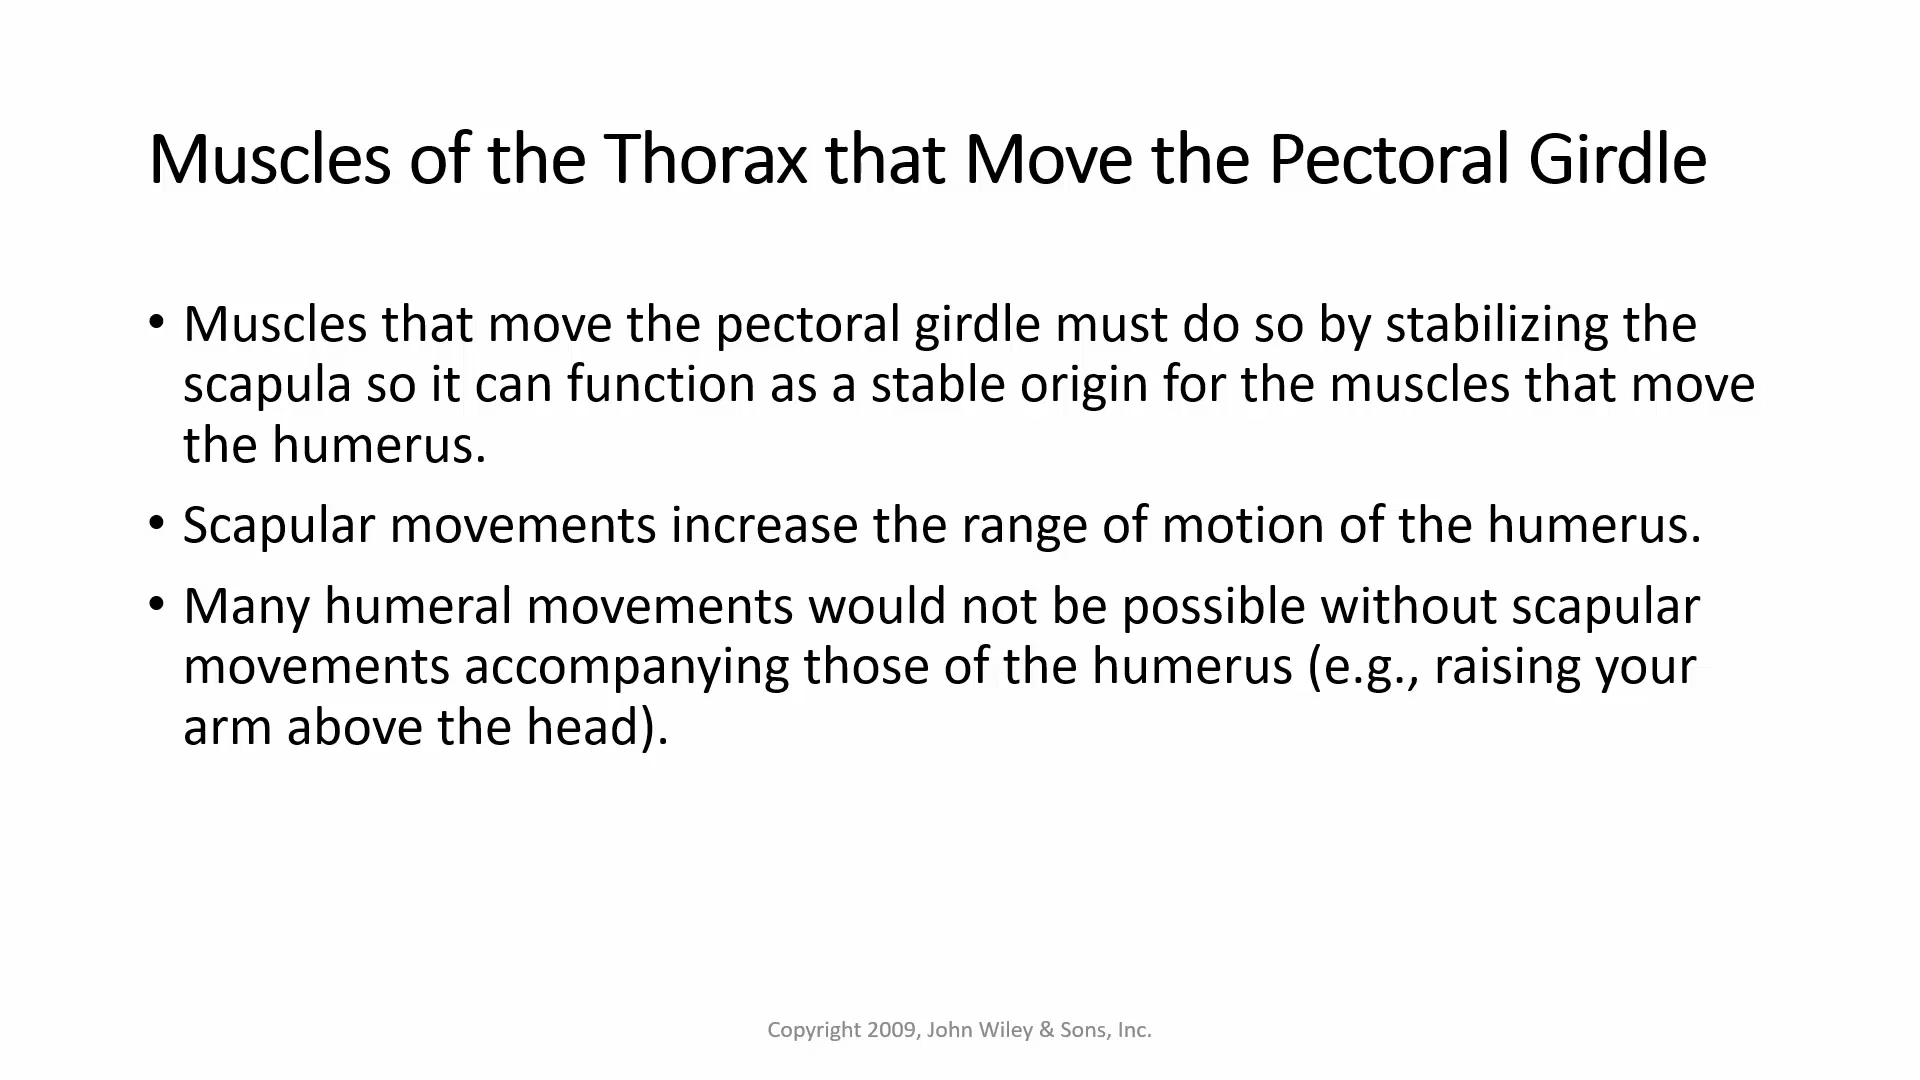 Muscles of the Thorax that Move the Pectoral Girdle
• Muscles that move the pectoral girdle must do so by stabilizing the
scapula so it can function as a stable origin for the muscles that move
the humerus.
• Scapular movements increase the range of motion of the humerus.
• Many humeral movements would not be possible without scapular
movements accompanying those of the humerus (e.g., raising your
arm above the head).
Copyright 2009, John Wiley & Sons, Inc.